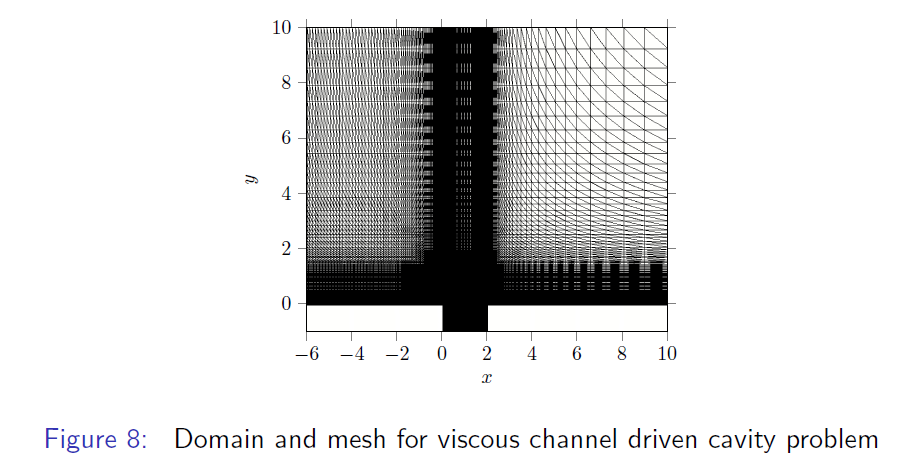 10
8
6
4
2
0
y
−6 −4 −2 0 2 4 6 8 10
x
Figure 8: Domain and mesh for viscous channel driven cavity problem